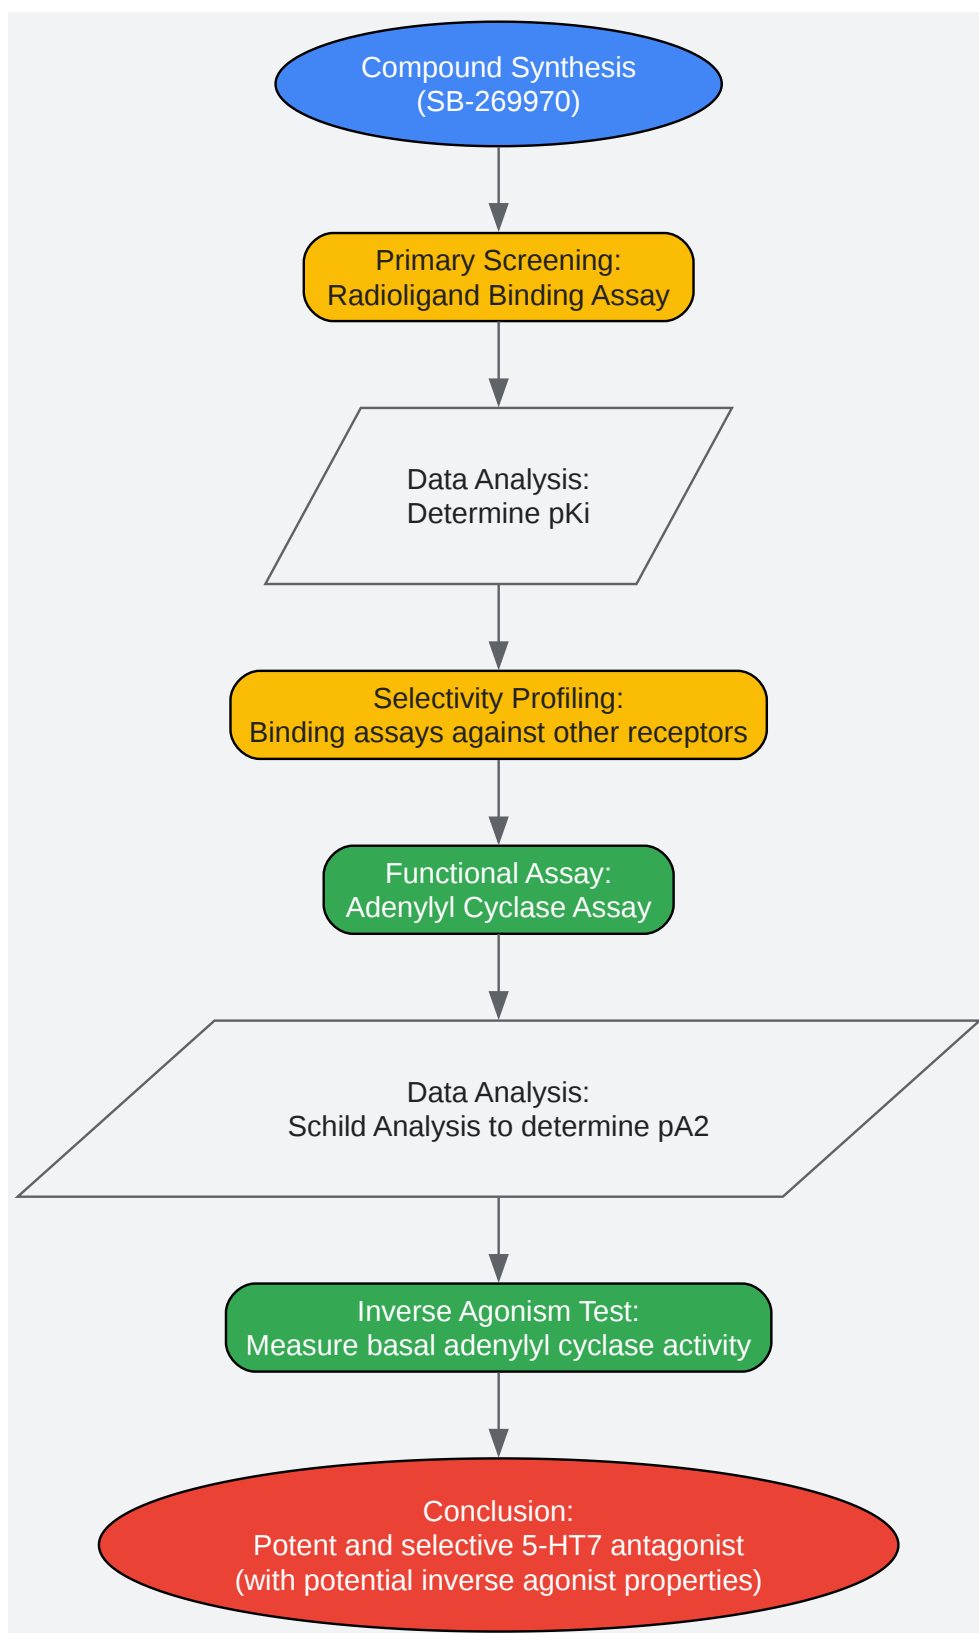 Compound Synthesis
(SB-269970)
Primary Screening:
Radioligand Binding Assay
Data Analysis:
Determine pKi
Selectivity Profiling:
Binding assays against other receptors
Functional Assay:
Adenylyl Cyclase Assay
Data Analysis:
Schild Analysis to determine pA2
Inverse Agonism Test:
Measure basal adenylyl cyclase activity
Conclusion:
Potent and selective 5-HT7 antagonist
(with potential inverse agonist properties)